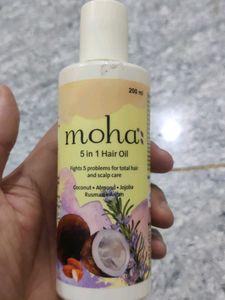 200 ml
moha:
5 in 1 Hair Oil
Fights 5 problems for total hair
and scalp care
Coconut • Almond • Jojoba